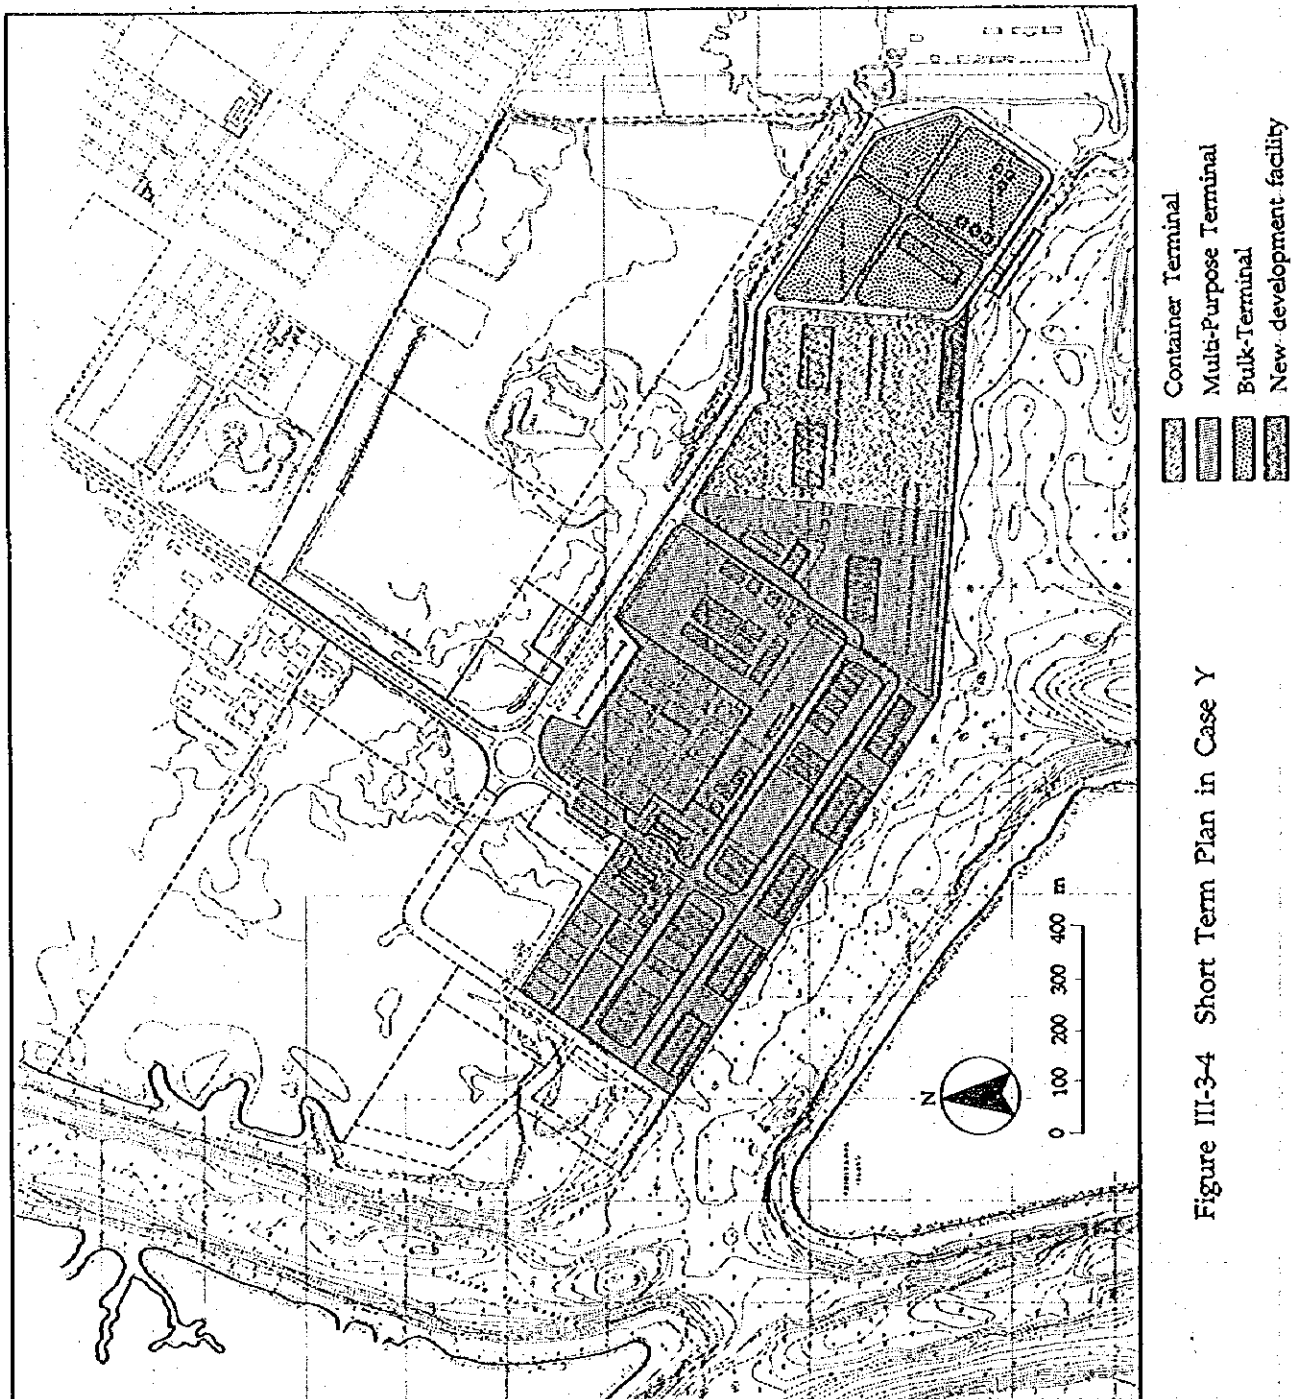 N
0 100 200 300 400 m
Container Terminal
Multi-Purpose Terminal
Bulk-Terminal
New development facility
Figure III-3-4 Short Term Plan in Case Y